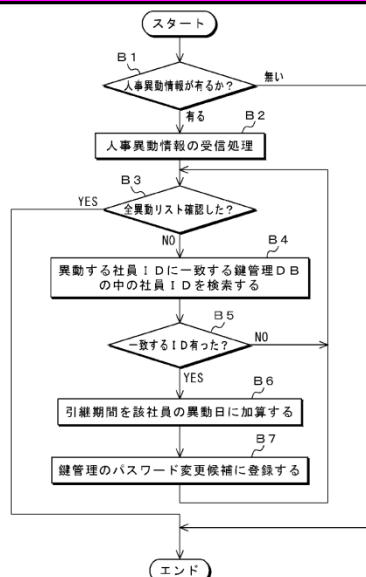 スタート
B1
人事異動情報が有るか？
無い
有る
B2
人事異動情報の受信処理
B3
YES
全異動リスト確認した？
NO
B4
異動する社員IDに一致する鍵管理DB
の中の社員IDを検索する
B5
一致するID有った？
NO
YES
B6
引継期間を該社員の異動日に加算する
B7
鍵管理のパスワード変更候補に登録する
エンド